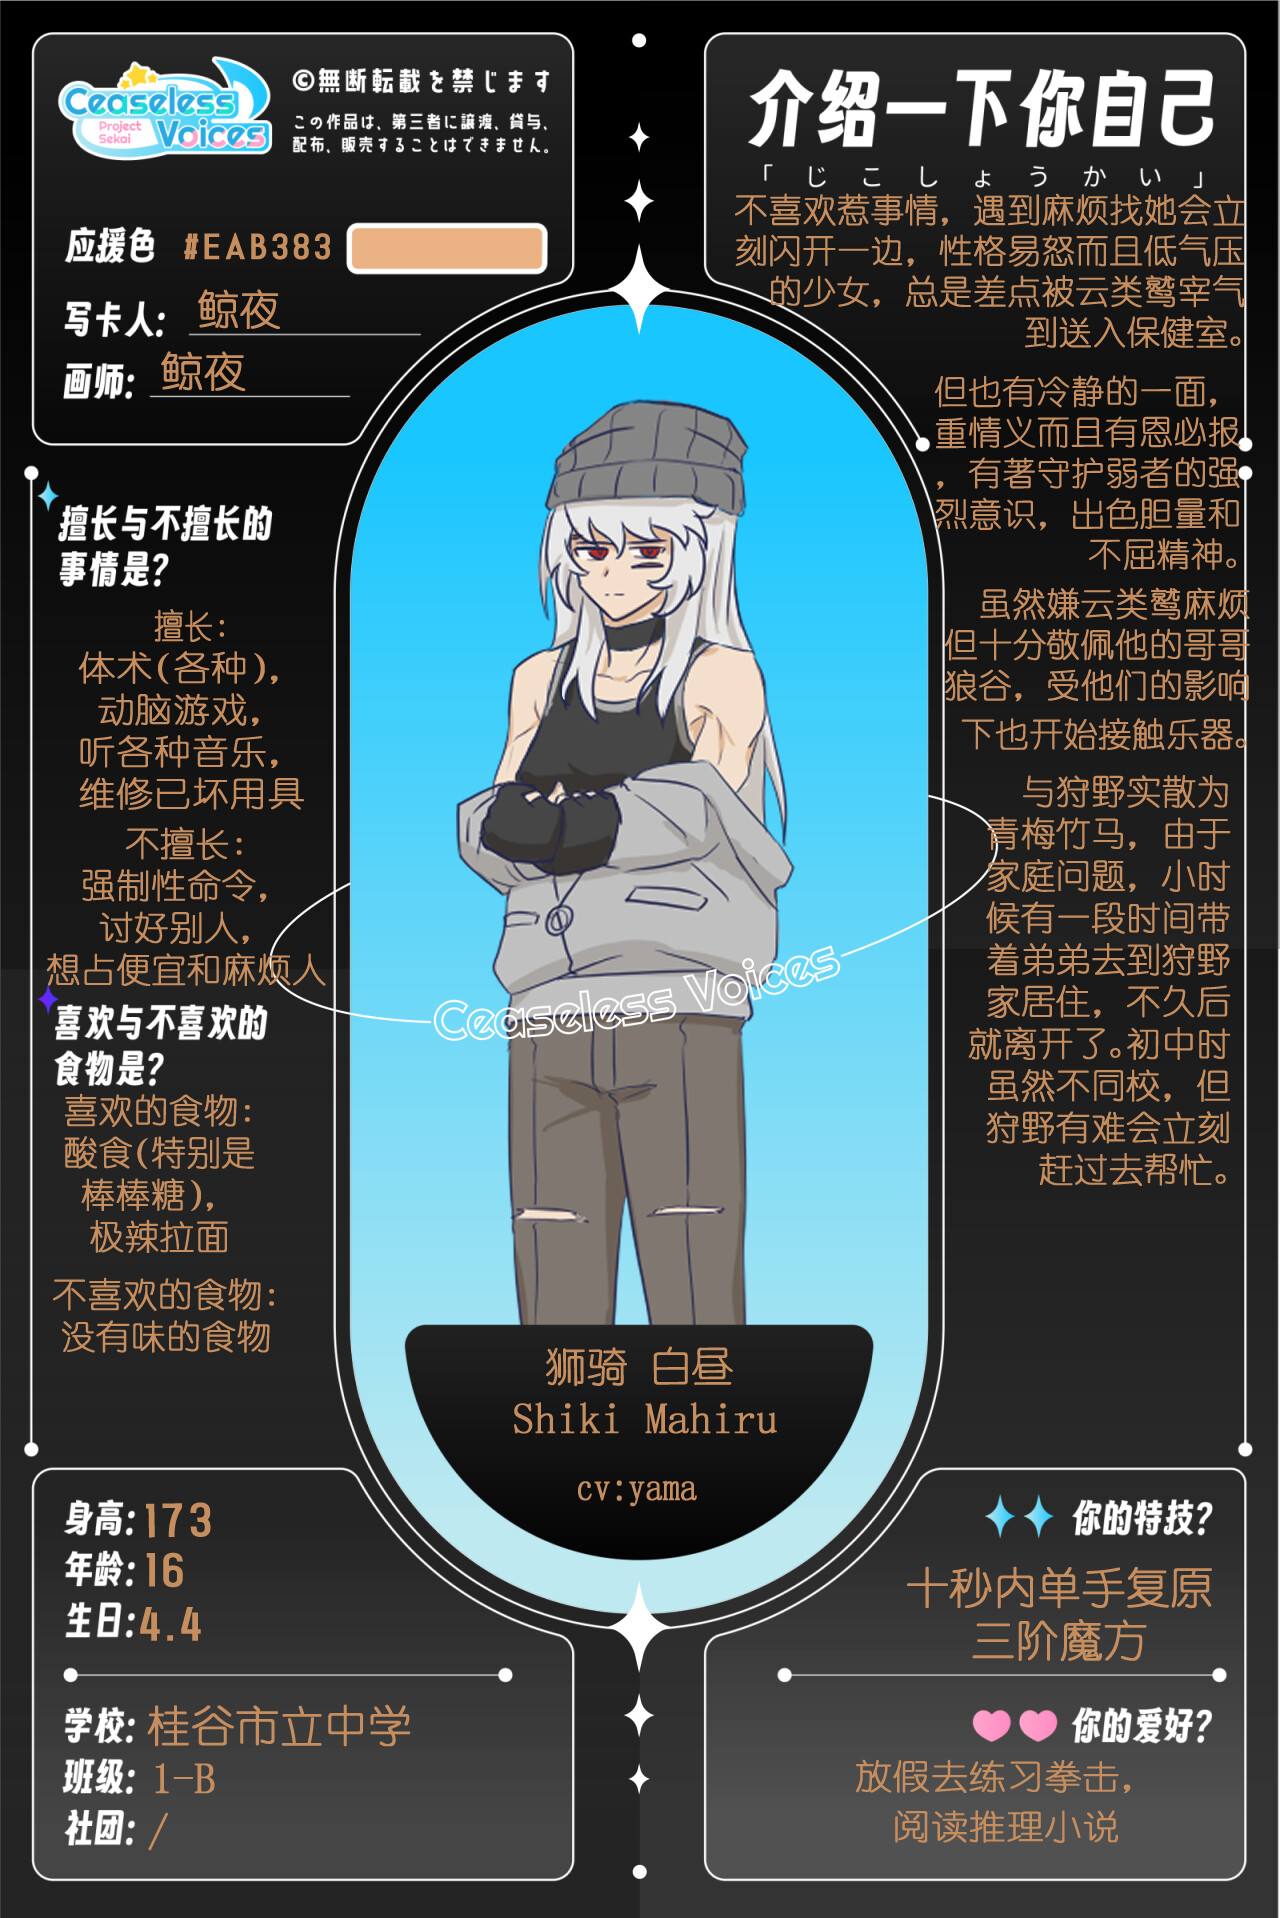 Ceaseless
Voices
Project
Sekai
©無断転載を禁じます
この作品は、第三者に譲渡、貸与、
配布、販売することはできません。
应援色 #EAB383
写卡人: 鲸夜
画师: 鲸夜
介绍一下你自己
「じこしょうかい」
不喜欢惹事情，遇到麻烦找她会立
刻闪开一边，性格易怒而且低气压
的少女，总是差点被云类鹫宰气
到送入保健室。
但也有冷静的一面，
重情义而且有恩必报
，有著守护弱者的强
烈意识，出色胆量和
不屈精神。
虽然嫌云类鹫麻烦
但十分敬佩他的哥哥
狼谷，受他们的影响
下也开始接触乐器。
与狩野实散为
青梅竹马，由于
家庭问题，小时
候有一段时间带
着弟弟去到狩野
家居住，不久后
就离开了。初中时
虽然不同校，但
狩野有难会立刻
赶过去帮忙。
擅长与不擅长的
事情是?
擅长:
体术(各种)，
动脑游戏，
听各种音乐，
维修已坏用具
不擅长:
强制性命令，
讨好别人，
想占便宜和麻烦人
喜欢与不喜欢的
食物是?
喜欢的食物:
酸食(特别是
棒棒糖)，
极辣拉面
不喜欢的食物:
没有味的食物
Ceaseless Voices
狮骑 白昼
Shiki Mahiru
cv:yama
身高:173
年龄:16
生日:4.4
学校: 桂谷市立中学
班级: 1-B
社团: /
你的特技?
十秒内单手复原
三阶魔方
你的爱好?
放假去练习拳击，
阅读推理小说